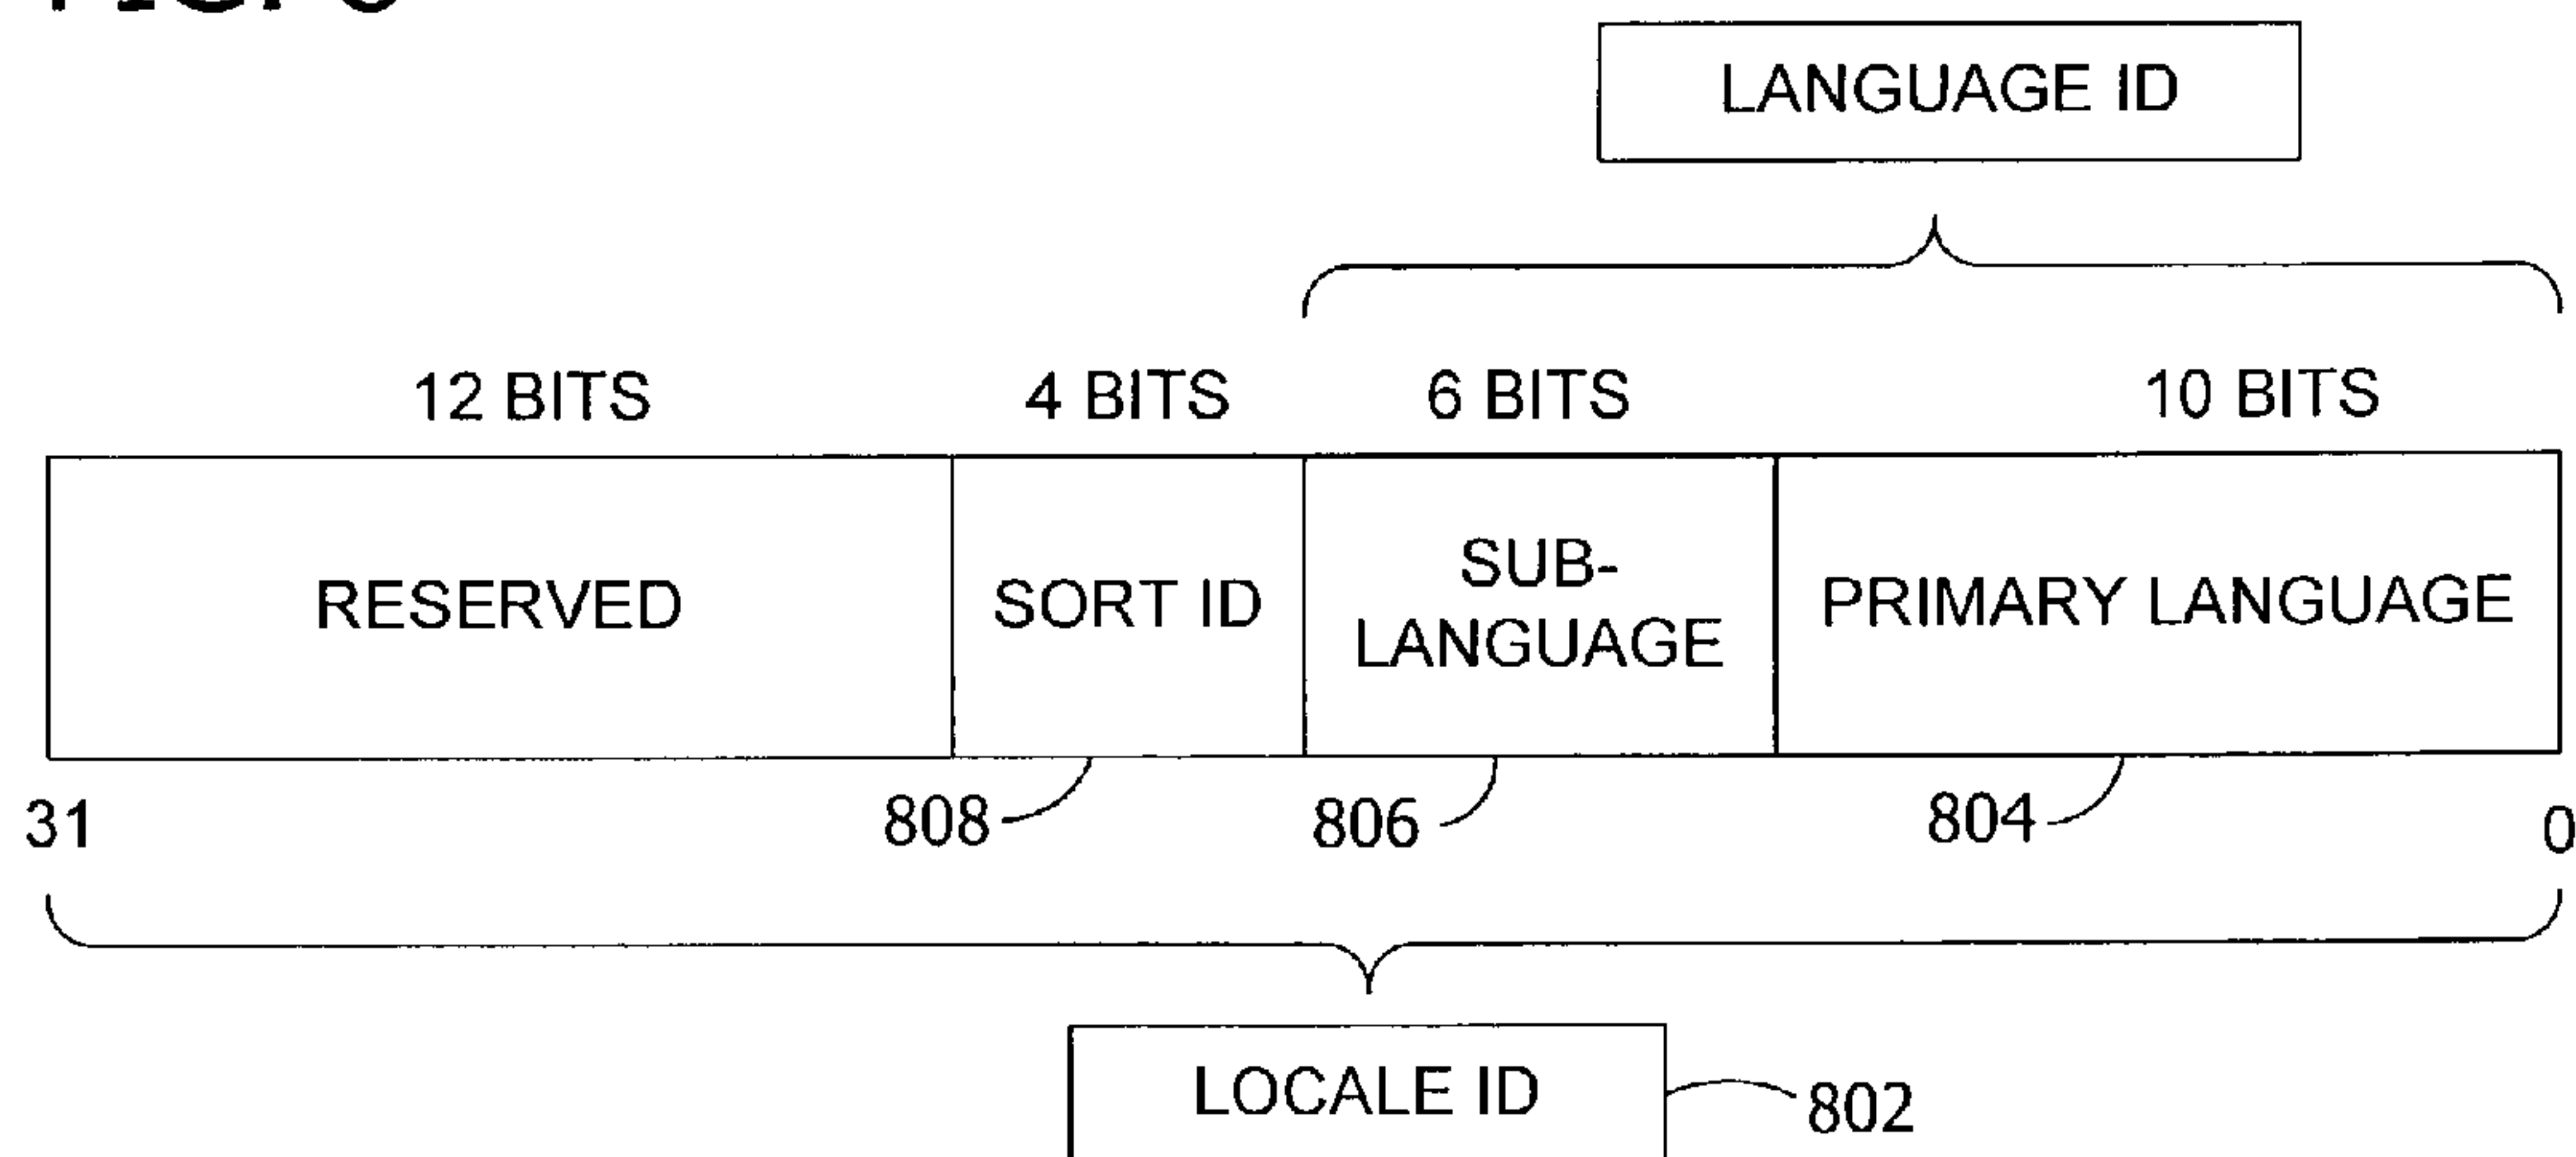 LANGUAGE ID
12 BITS 4 BITS 6 BITS 10 BITS
RESERVED SORT ID SUB-
LANGUAGE PRIMARY LANGUAGE
31 808 806 804 0
LOCALE ID 802